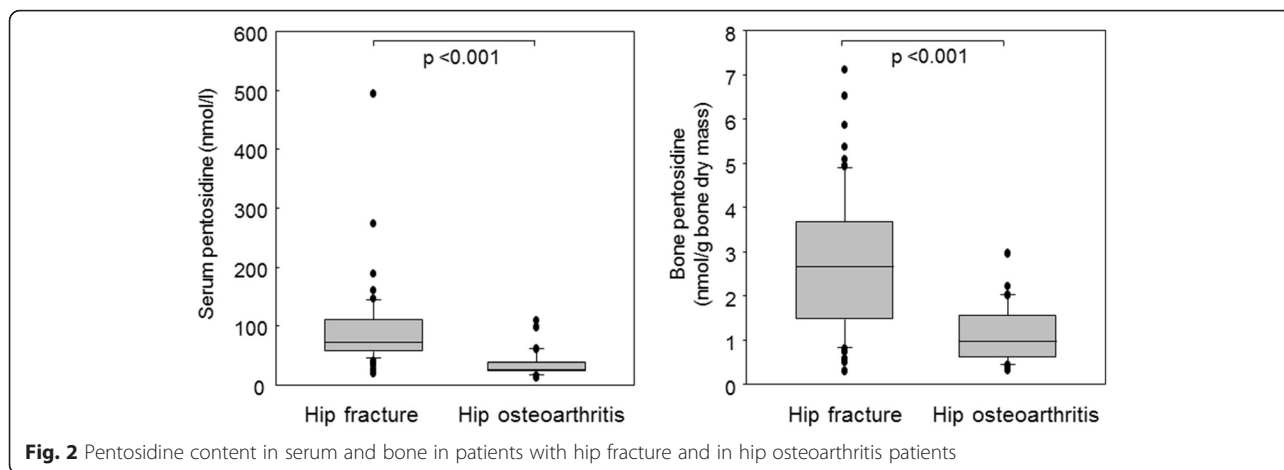 600
500
400
300
200
100
0
Serum pentosidine (nmol/l)
p <0.001
Hip fracture
Hip osteoarthritis
8
7
6
5
4
3
2
1
0
Bone pentosidine
(nmol/g bone dry mass)
p <0.001
Hip fracture
Hip osteoarthritis
Fig. 2 Pentosidine content in serum and bone in patients with hip fracture and in hip osteoarthritis patients